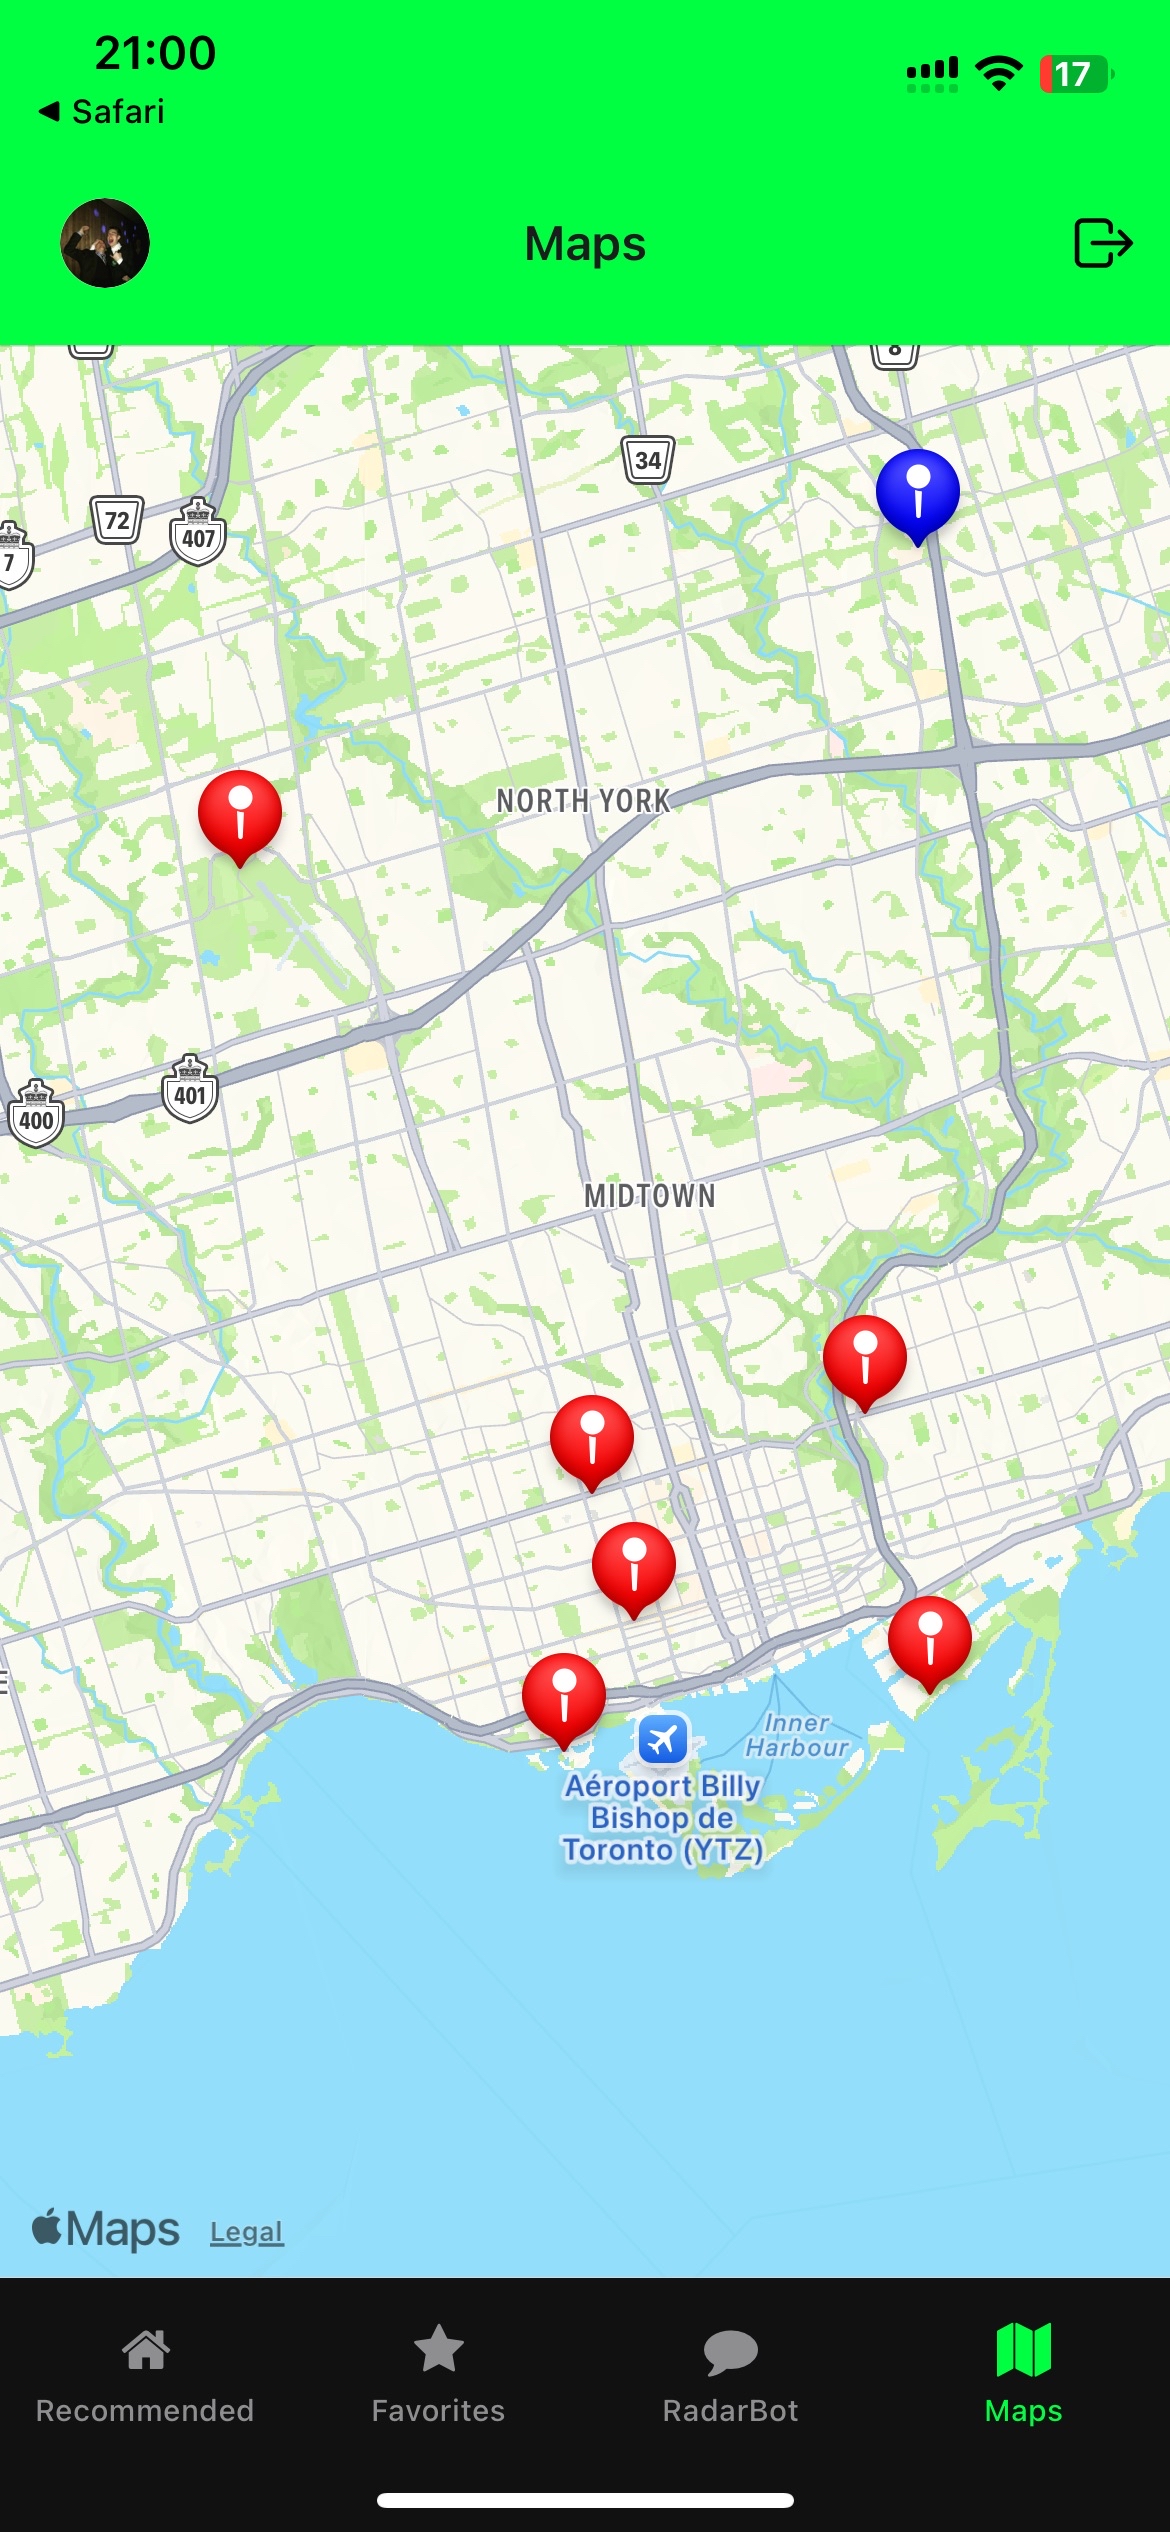 21:00
17
Safari
Maps
8
34
72
407
7
NORTH YORK
401
400
MIDTOWN
E
Inner
Harbour
Aéroport Billy
Bishop de
Toronto (YTZ)
Maps
Legal
Recommended
Favorites
RadarBot
Maps